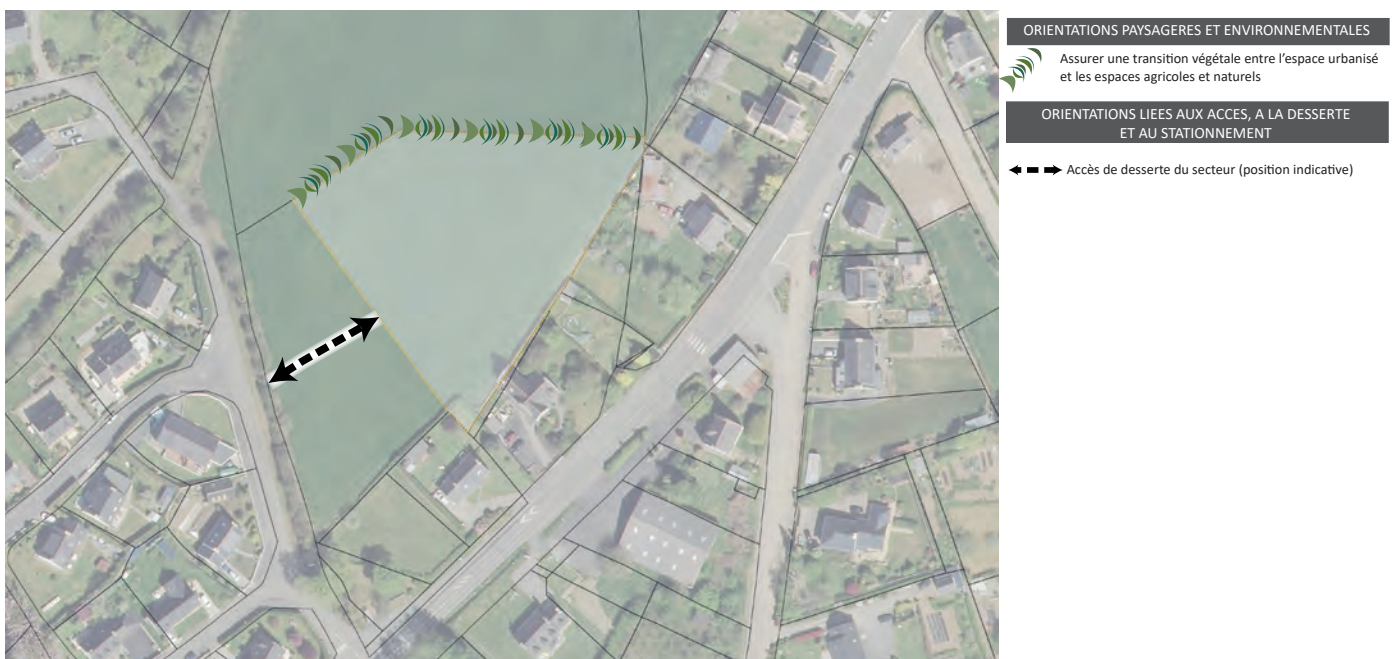 ORIENTATIONS PAYSAGERES ET ENVIRONNEMENTALES
Assurer une transition végétale entre l'espace urbanisé
et les espaces agricoles et naturels
ORIENTATIONS LIEES AUX ACCES, A LA DESSERTE
ET AU STATIONNEMENT
Accès de desserte du secteur (position indicative)